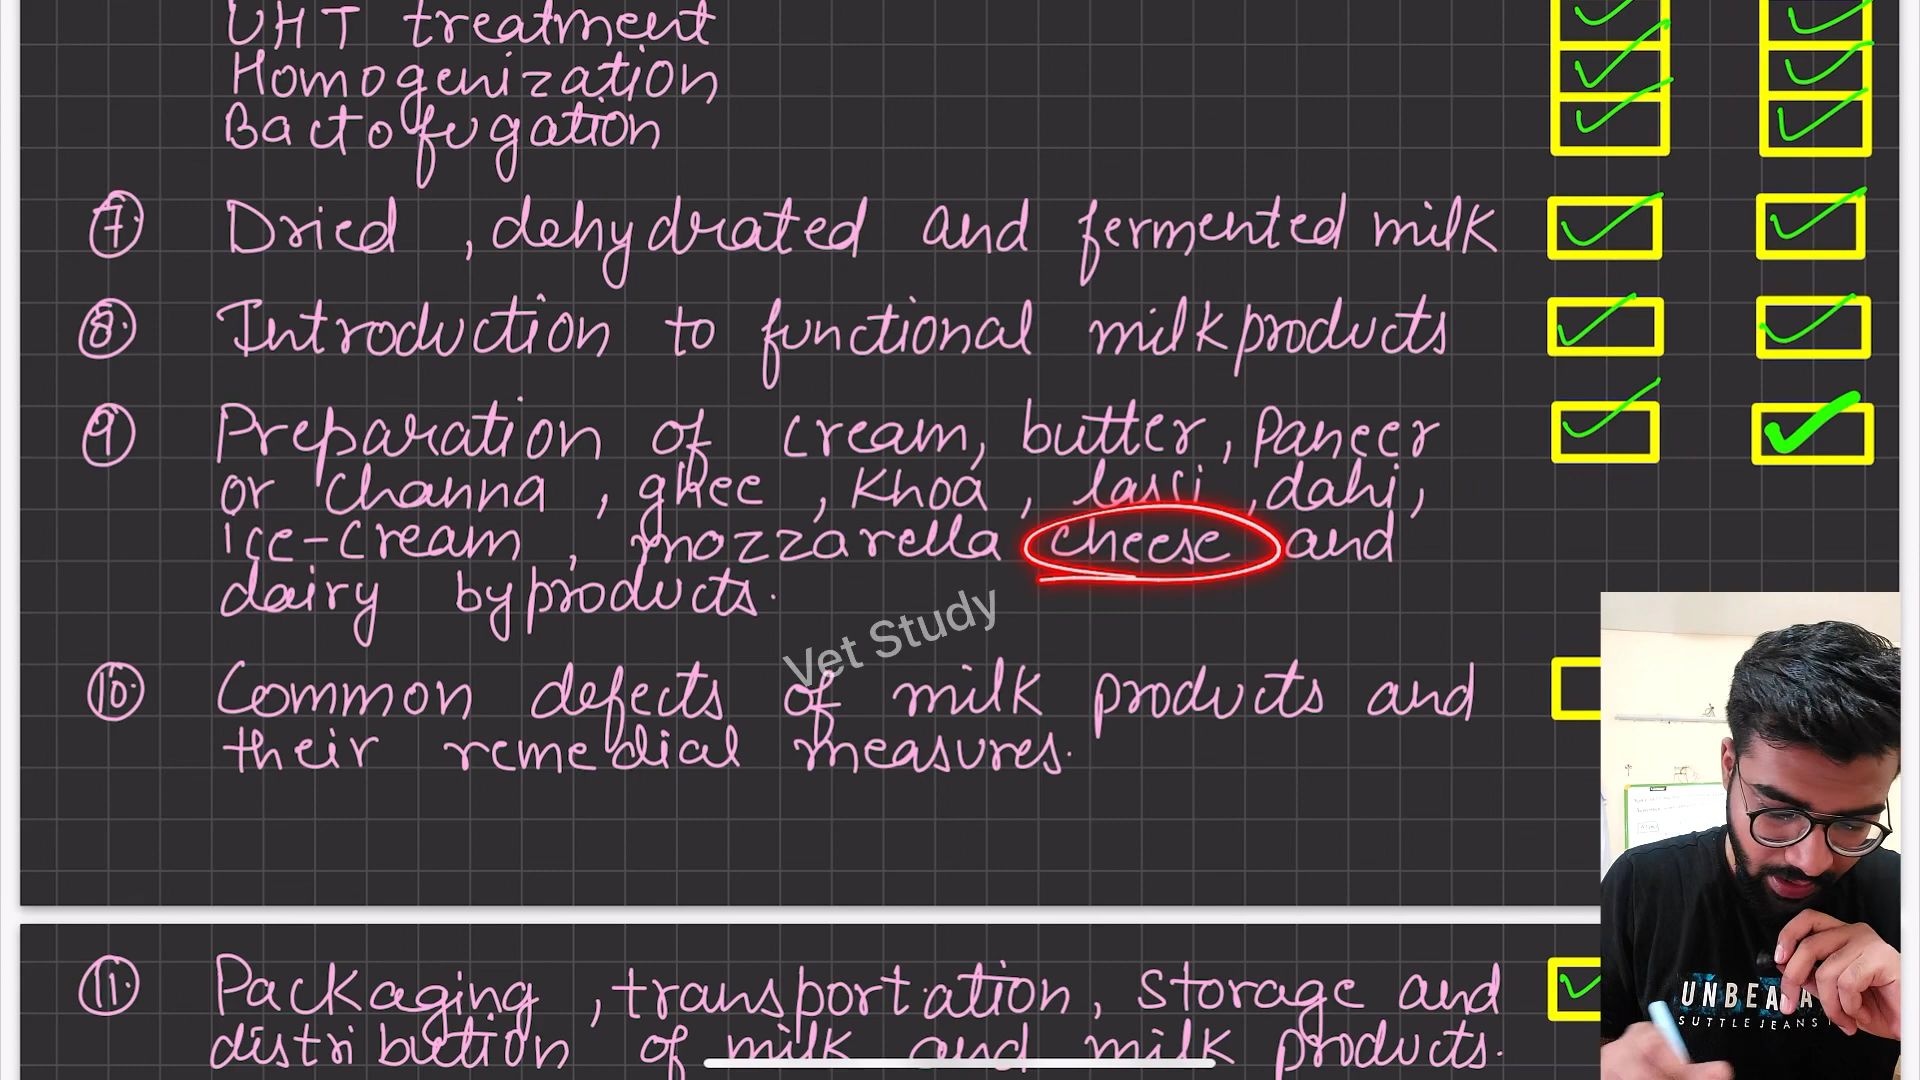 UHT treatment
Homogenization
Bactofugation
7. Dried , dehydrated and fermented milk
8. Introduction to functional milk products
9. Preparation of cream, butter, Paneer
or channa , ghee , Khoa , lassi , dahi,
Ice-cream , mozzarella cheese and
dairy byproducts.
Vet Study
10. Common defects of milk products and
their remedial measures.
11. Packaging , transportation, storage and
distribution of milk and milk products.
SUTTLE JEANS